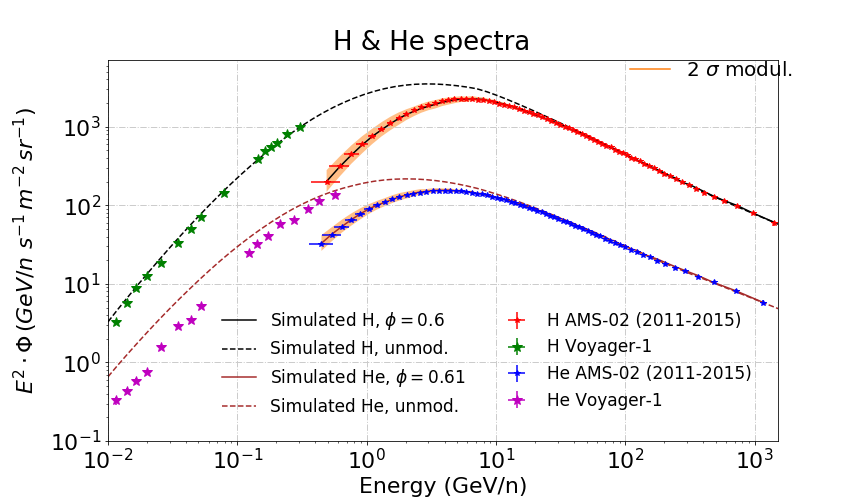 H & He spectra
2 σ modul.
10³
10²
10¹
10⁰
10⁻¹
E² · Φ (GeV/n s⁻¹ m⁻² sr⁻¹)
Simulated H, ϕ = 0.6
Simulated H, unmod.
Simulated He, ϕ = 0.61
Simulated He, unmod.
H AMS-02 (2011-2015)
H Voyager-1
He AMS-02 (2011-2015)
He Voyager-1
10⁻² 10⁻¹ 10⁰ 10¹ 10² 10³
Energy (GeV/n)